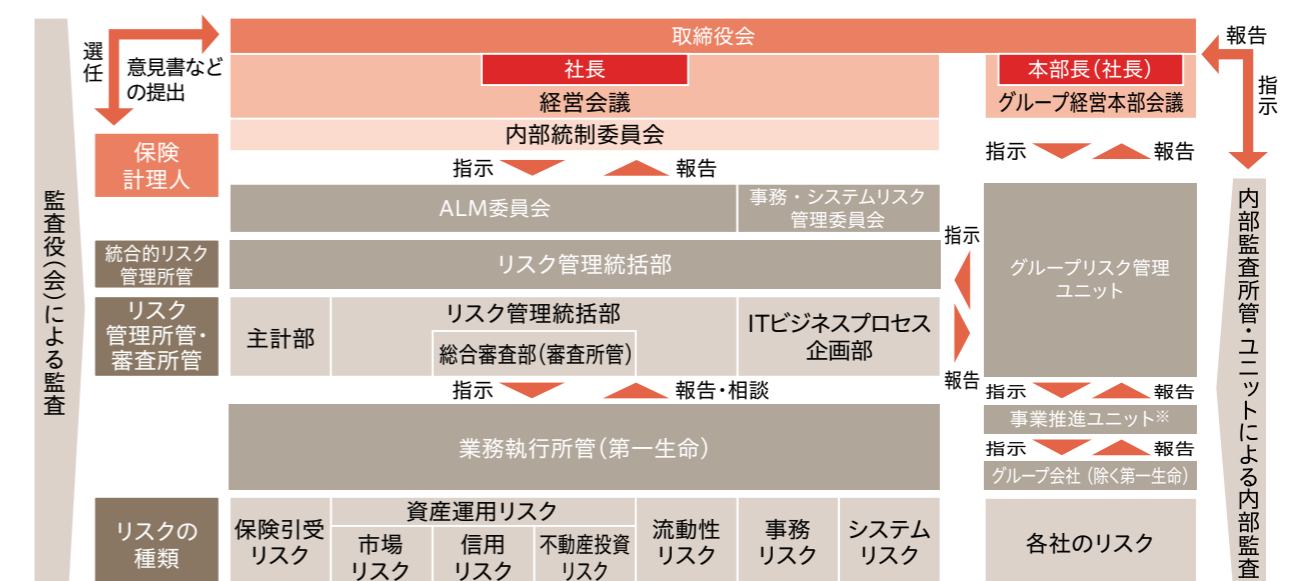 取締役会
選任
意見書など
の提出
報告
指示
社長
本部長(社長)
経営会議
グループ経営本部会議
内部統制委員会
保険
計理人
指示
報告
指示
報告
ALM委員会
事務・システムリスク
管理委員会
統合的リスク
管理所管
リスク管理統括部
指示
グループリスク管理
ユニット
リスク
管理所管・
審査所管
主計部
リスク管理統括部
総合審査部(審査所管)
ITビジネスプロセス
企画部
報告
指示
報告・相談
指示
報告
事業推進ユニット※
業務執行所管(第一生命)
指示
報告
グループ会社(除く第一生命)
リスクの
種類
保険引受
リスク
資産運用リスク
市場
リスク
信用
リスク
不動産投資
リスク
流動性
リスク
事務
リスク
システム
リスク
各社のリスク
監査役(会)による監査
内部監査所管・ユニットによる内部監査